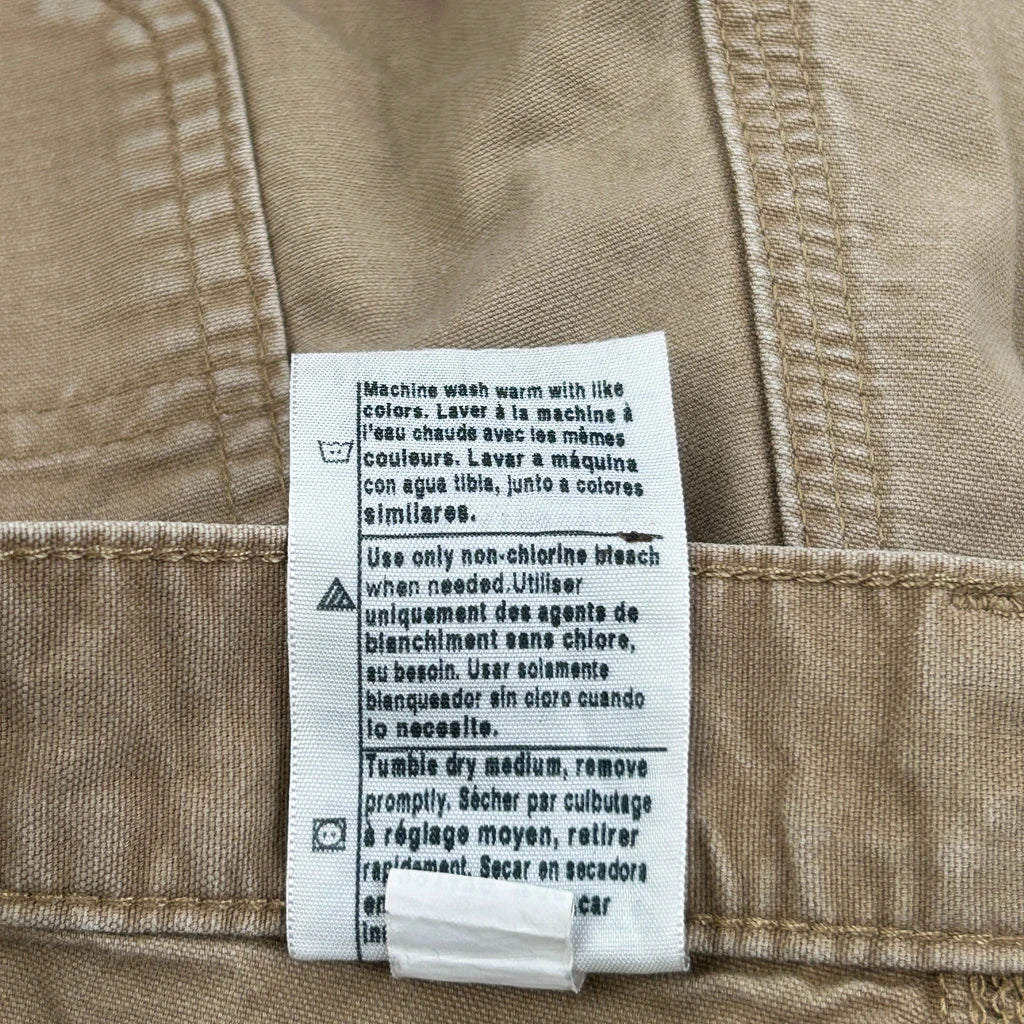 Machine wash warm with like
colors. Laver à la machine à
l'eau chaude avec les mêmes
couleurs. Lavar a máquina
con agua tibia, junto a colores
similares.
Use only non-chlorine bleach
when needed.Utiliser
uniquement des agents de
blanchiment sans chlore,
au besoin. Usar solamente
blanqueador sin cloro cuando
lo necesite.
Tumble dry medium, remove
promptly. Sécher par culbutage
à réglage moyen, retirer
rapidement. Secar en secadora